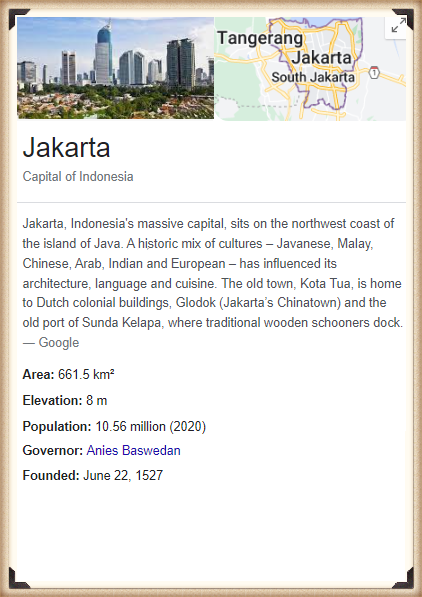 Tangerang
Jakarta
South Jakarta
1
Jakarta
Capital of Indonesia
Jakarta, Indonesia's massive capital, sits on the northwest coast of
the island of Java. A historic mix of cultures – Javanese, Malay,
Chinese, Arab, Indian and European – has influenced its
architecture, language and cuisine. The old town, Kota Tua, is home
to Dutch colonial buildings, Glodok (Jakarta’s Chinatown) and the
old port of Sunda Kelapa, where traditional wooden schooners dock.
— Google
Area: 661.5 km²
Elevation: 8 m
Population: 10.56 million (2020)
Governor: Anies Baswedan
Founded: June 22, 1527